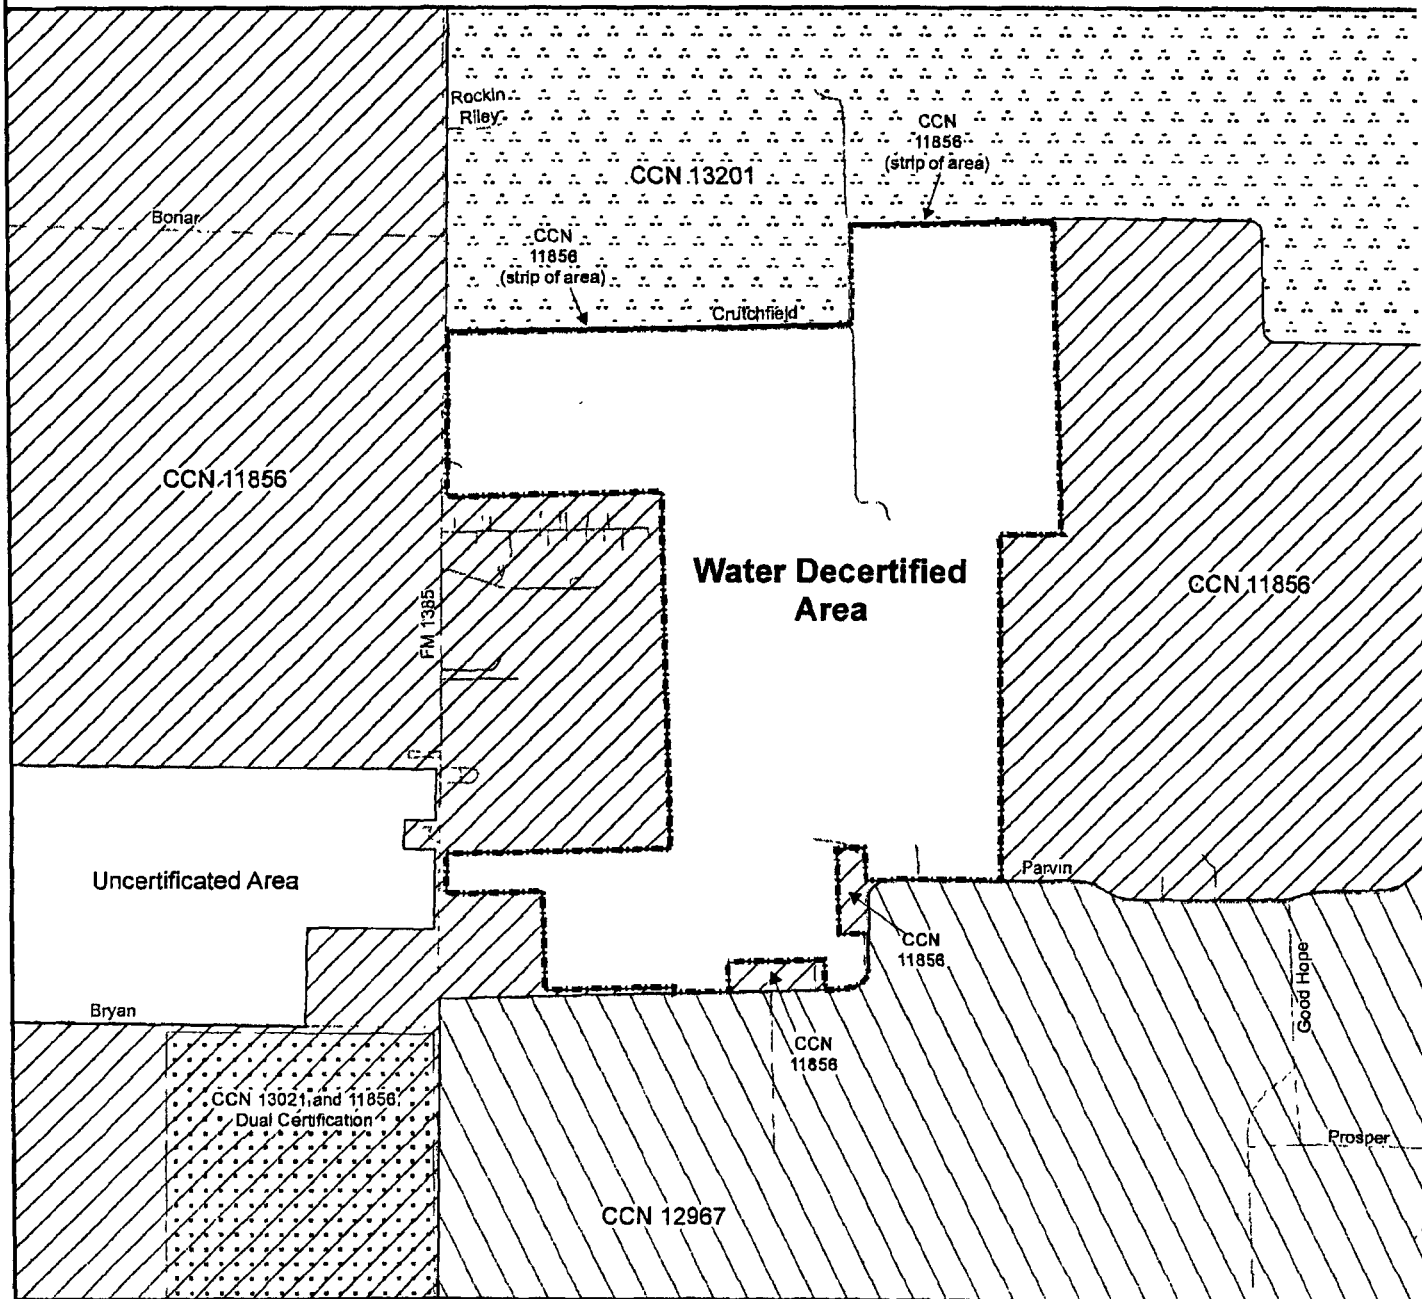 Rockin
Riley
CCN
11856
(strip of area)
CCN 13201
Bonar
CCN
11856
(strip of area)
Crutchfield
CCN 11856
Water Decertified
Area
CCN 11856
FM 1385
Uncertificated Area
Parvin
CCN
11856
Good Hope
Bryan
CCN
11856
CCN 13021 and 11856
Dual Certification
Prosper
CCN 12967